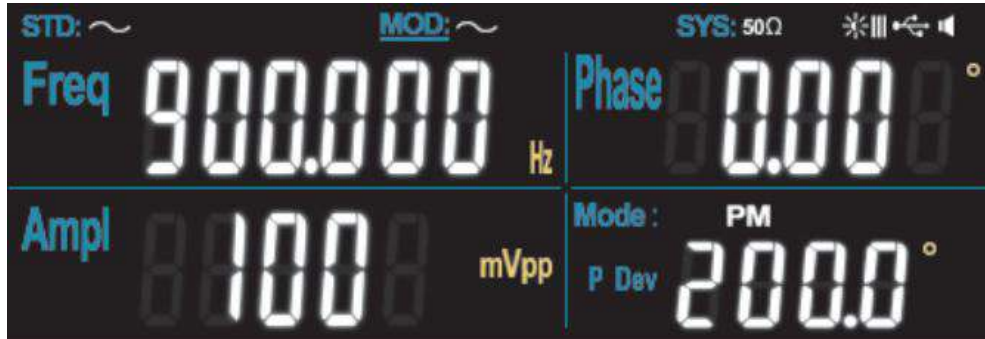 STD: MOD: SYS: 50Ω
Freq 900.000 Hz
Phase 0.00 °
Ampl 100 mVpp
Mode: PM
P Dev 200.0 °